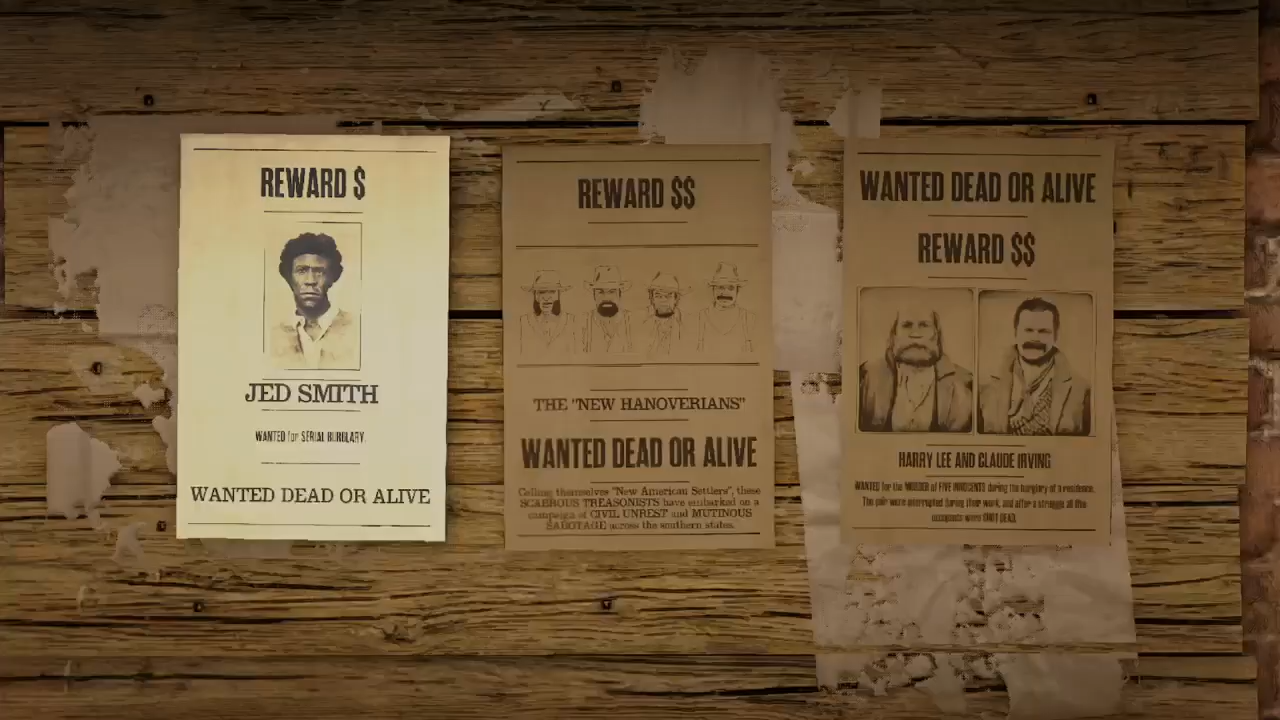 REWARD $
JED SMITH
WANTED for SERIAL BURGLARY.
WANTED DEAD OR ALIVE
REWARD $$
THE "NEW HANOVERIANS"
WANTED DEAD OR ALIVE
Calling themselves "New American Settlers", these
SCABROUS TREASONISTS have embarked on a
campaign of CIVIL UNREST and MUTINOUS
SABOTAGE across the southern states.
WANTED DEAD OR ALIVE
REWARD $$
HARRY LEE AND CLAUDE IRVING
WANTED for the MURDER of FIVE INNOCENTS during the burglary of a residence.
The pair were interrupted during their work, and after a struggle all five
occupants were SHOT DEAD.